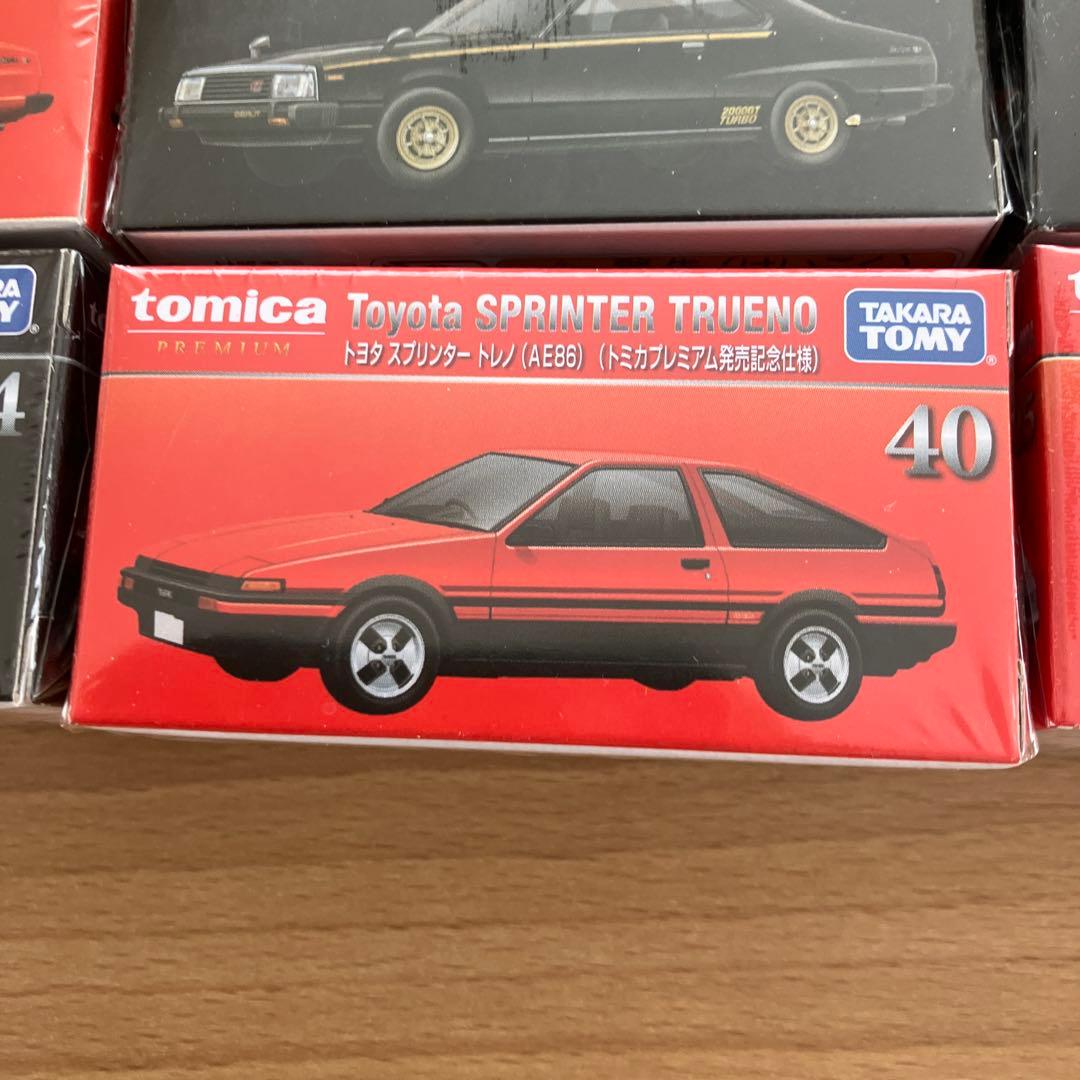 2000GT
TURBO
tomica
PREMIUM
Toyota SPRINTER TRUENO
トヨタ スプリンター トレノ(AE86) (トミカプレミアム発売記念仕様)
TAKARA
TOMY
®
40
4